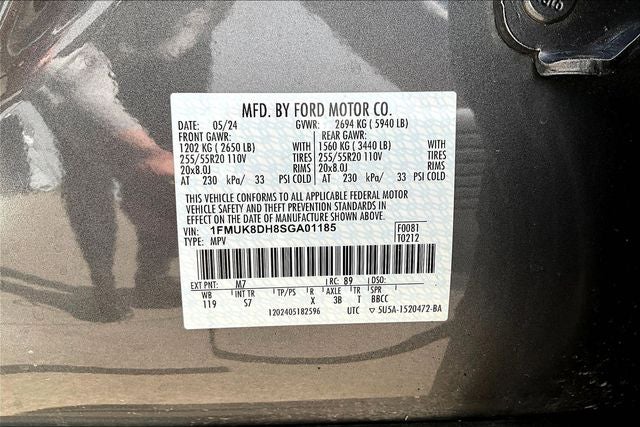 MFD. BY FORD MOTOR CO.
DATE: 05/24 GVWR: 2694 KG ( 5940 LB)
FRONT GAWR: REAR GAWR:
1202 KG ( 2650 LB) WITH 1560 KG ( 3440 LB) WITH
255/55R20 110V TIRES 255/55R20 110V TIRES
20x8.0J RIMS 20x8.0J RIMS
AT 230 kPa/ 33 PSI COLD AT 230 kPa/ 33 PSI COLD
THIS VEHICLE CONFORMS TO ALL APPLICABLE FEDERAL MOTOR
VEHICLE SAFETY AND THEFT PREVENTION STANDARDS IN
EFFECT ON THE DATE OF MANUFACTURE SHOWN ABOVE.
VIN: 1FMUK8DH8SGA01185 F0081
TYPE: MPV T0212
EXT PNT: M7 RC: 89 DSO:
WB INT TR TP/PS R AXLE TR SPR
119 S7 X 3B T 8BCC
1202405182596 UTC ▽ 5U5A-1520472-BA